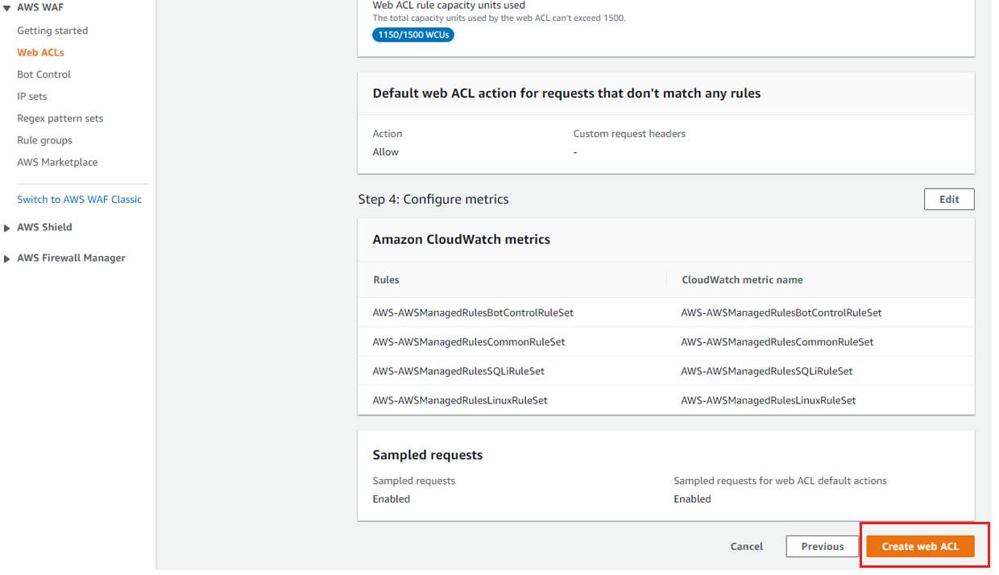 AWS WAF
Getting started
Web ACLs
Bot Control
IP sets
Regex pattern sets
Rule groups
AWS Marketplace
Switch to AWS WAF Classic
AWS Shield
AWS Firewall Manager
Web ACL rule capacity units used
The total capacity units used by the web ACL can't exceed 1500.
1150/1500 WCUs
Default web ACL action for requests that don't match any rules
Action
Custom request headers
Allow
-
Step 4: Configure metrics
Edit
Amazon CloudWatch metrics
Rules
CloudWatch metric name
AWS-AWSManagedRulesBotControlRuleSet
AWS-AWSManagedRulesBotControlRuleSet
AWS-AWSManagedRulesCommonRuleSet
AWS-AWSManagedRulesCommonRuleSet
AWS-AWSManagedRulesSQLiRuleSet
AWS-AWSManagedRulesSQLiRuleSet
AWS-AWSManagedRulesLinuxRuleSet
AWS-AWSManagedRulesLinuxRuleSet
Sampled requests
Sampled requests
Sampled requests for web ACL default actions
Enabled
Enabled
Cancel
Previous
Create web ACL